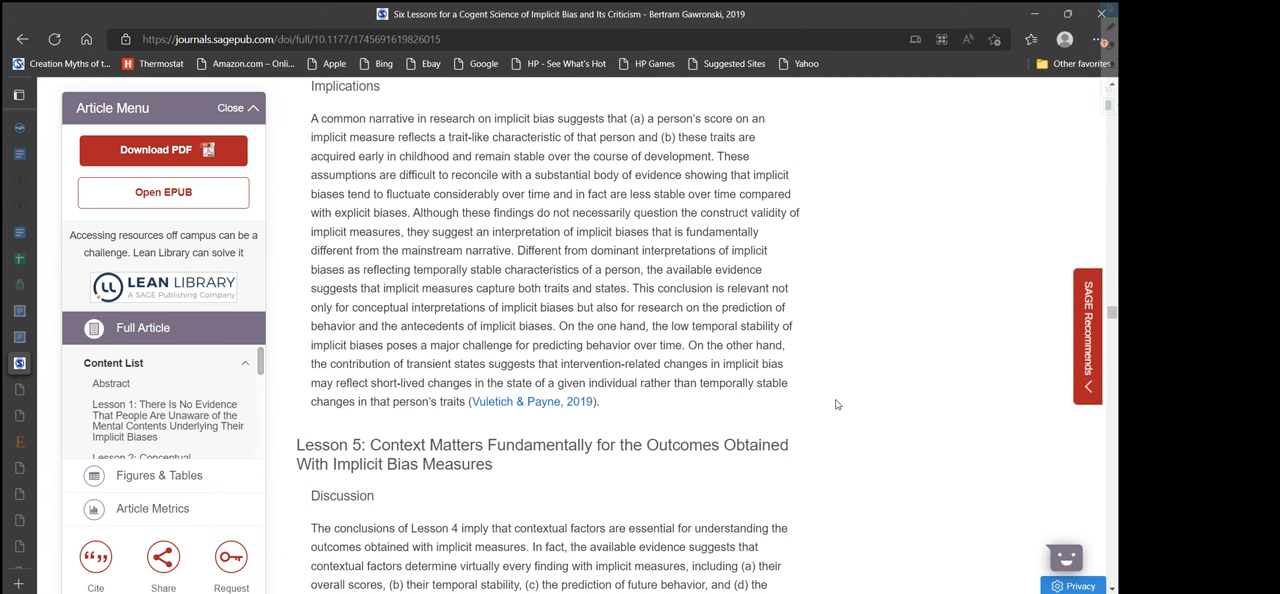 Six Lessons for a Cogent Science of Implicit Bias and Its Criticism - Bertram Gawronski, 2019
https://journals.sagepub.com/doi/full/10.1177/1745691619826015
Creation Myths of t...
Thermostat
Amazon.com – Onli...
Apple
Bing
Ebay
Google
HP - See What's Hot
HP Games
Suggested Sites
Yahoo
Other favorites
Article Menu
Close
Download PDF
Open EPUB
Accessing resources off campus can be a
challenge. Lean Library can solve it
LEAN LIBRARY
A SAGE Publishing Company
Full Article
Content List
Abstract
Lesson 1: There Is No Evidence
That People Are Unaware of the
Mental Contents Underlying Their
Implicit Biases
Lesson 2: Conceptual
Figures & Tables
Article Metrics
Cite
Share
Request
Implications
A common narrative in research on implicit bias suggests that (a) a person's score on an
implicit measure reflects a trait-like characteristic of that person and (b) these traits are
acquired early in childhood and remain stable over the course of development. These
assumptions are difficult to reconcile with a substantial body of evidence showing that implicit
biases tend to fluctuate considerably over time and in fact are less stable over time compared
with explicit biases. Although these findings do not necessarily question the construct validity of
implicit measures, they suggest an interpretation of implicit biases that is fundamentally
different from the mainstream narrative. Different from dominant interpretations of implicit
biases as reflecting temporally stable characteristics of a person, the available evidence
suggests that implicit measures capture both traits and states. This conclusion is relevant not
only for conceptual interpretations of implicit biases but also for research on the prediction of
behavior and the antecedents of implicit biases. On the one hand, the low temporal stability of
implicit biases poses a major challenge for predicting behavior over time. On the other hand,
the contribution of transient states suggests that intervention-related changes in implicit bias
may reflect short-lived changes in the state of a given individual rather than temporally stable
changes in that person's traits (Vuletich & Payne, 2019).
Lesson 5: Context Matters Fundamentally for the Outcomes Obtained
With Implicit Bias Measures
Discussion
The conclusions of Lesson 4 imply that contextual factors are essential for understanding the
outcomes obtained with implicit measures. In fact, the available evidence suggests that
contextual factors determine virtually every finding with implicit measures, including (a) their
overall scores, (b) their temporal stability, (c) the prediction of future behavior, and (d) the
SAGE Recommends
Privacy